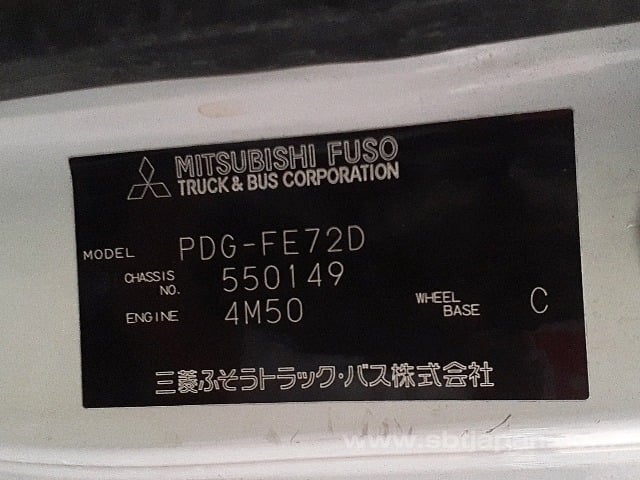 MITSUBISHI FUSO
TRUCK & BUS CORPORATION
MODEL PDG-FE72D
CHASSIS NO. 550149
ENGINE 4M50 WHEEL BASE C
三菱ふそうトラック・バス株式会社